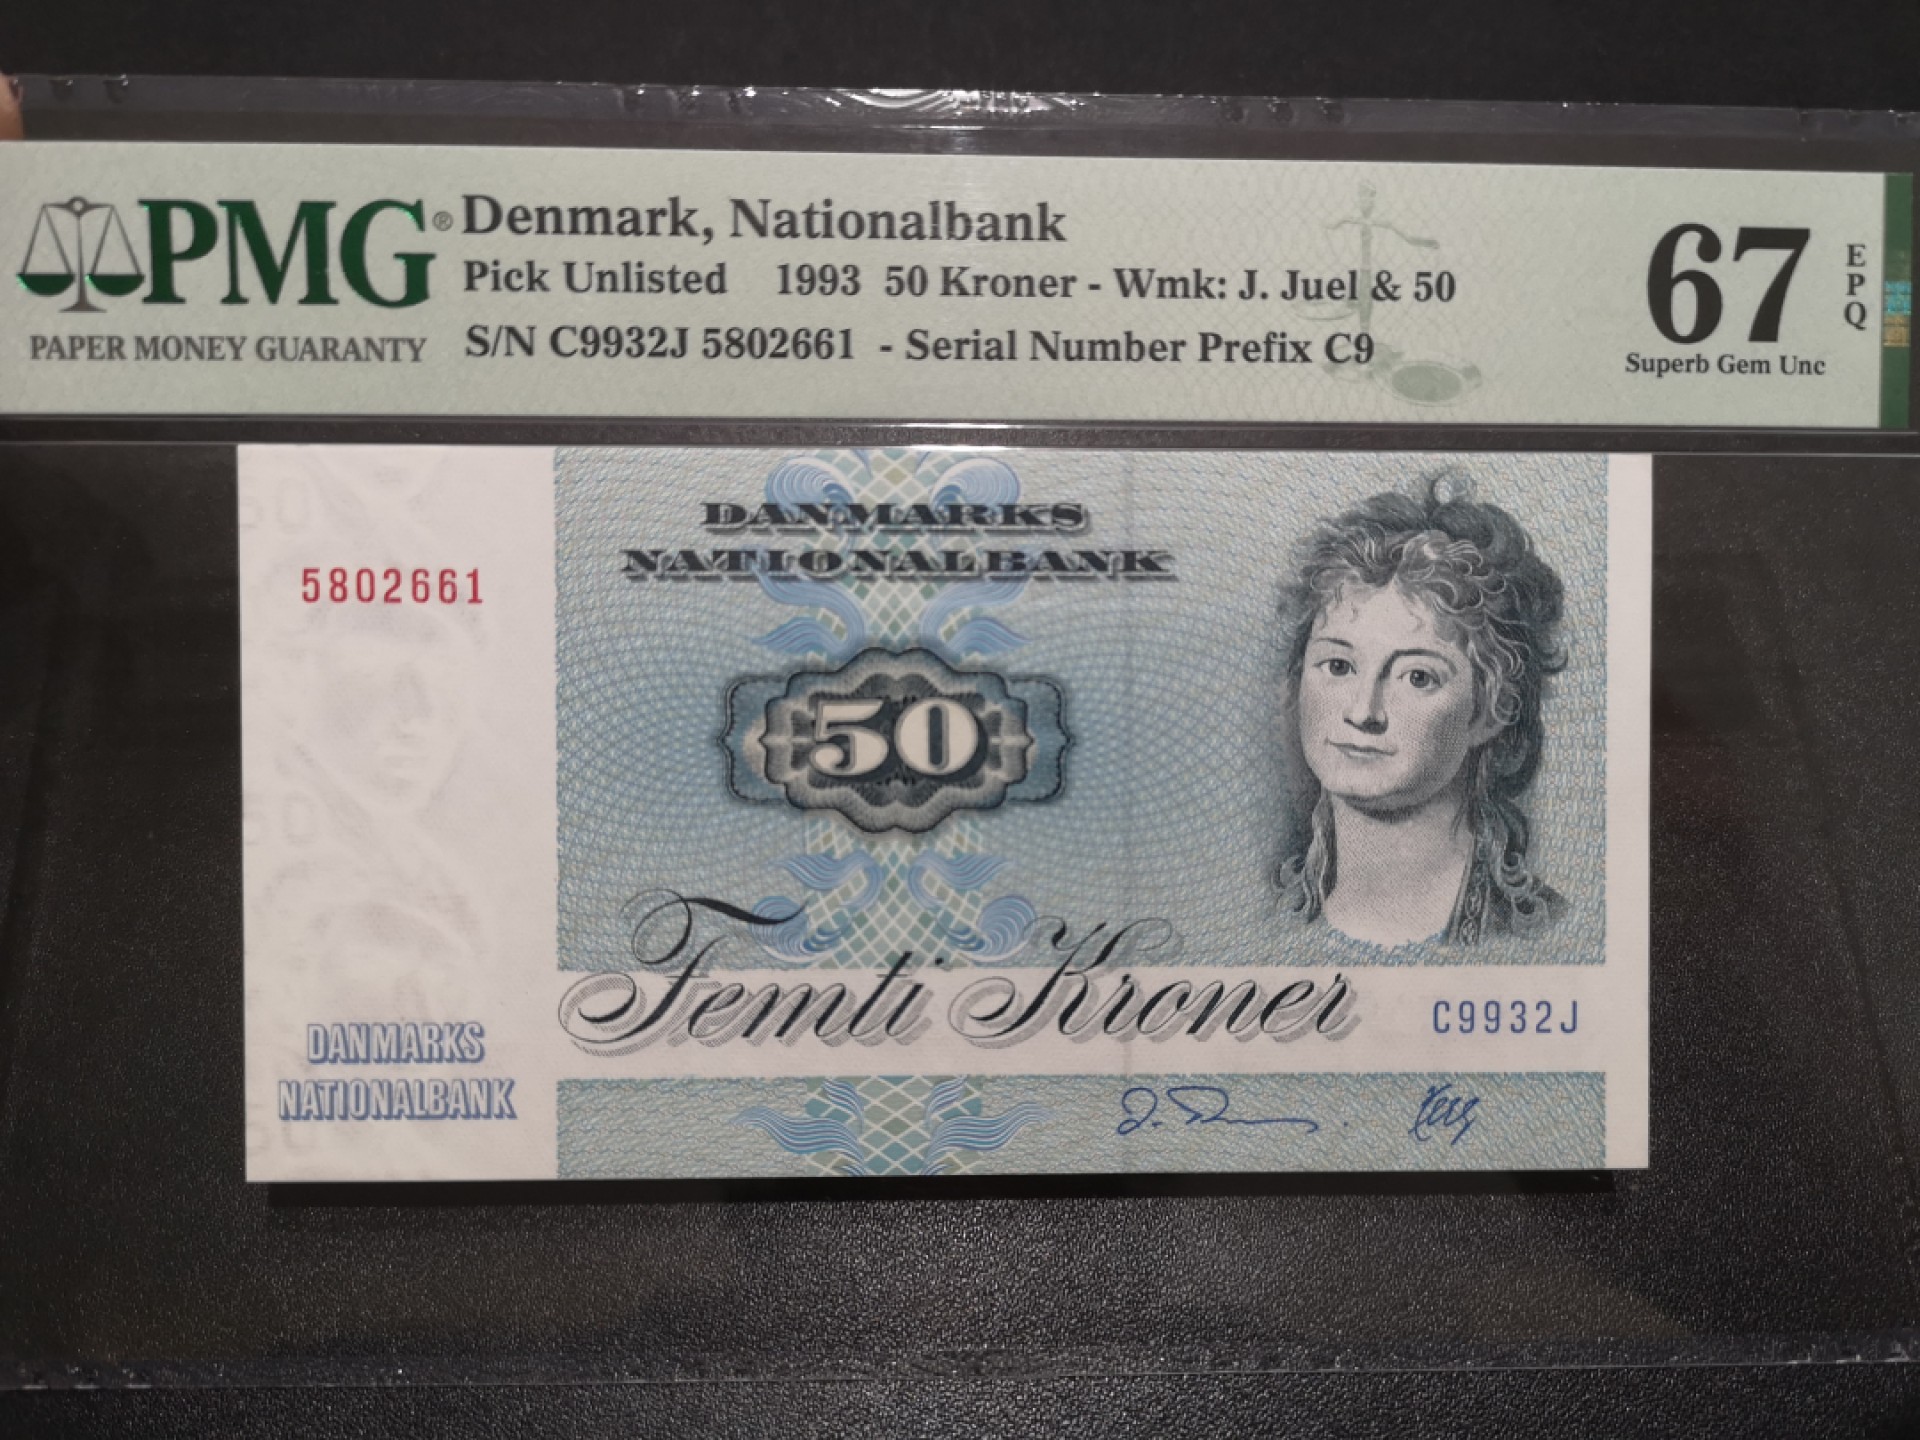 PMG®
PAPER MONEY GUARANTY
Denmark, Nationalbank
Pick Unlisted 1993 50 Kroner - Wmk: J. Juel & 50
S/N C9932J 5802661 - Serial Number Prefix C9
67
EPQ
Superb Gem Unc
DANMARKS
NATIONALBANK
5802661
50
Femti Kroner
C9932J
DANMARKS
NATIONALBANK